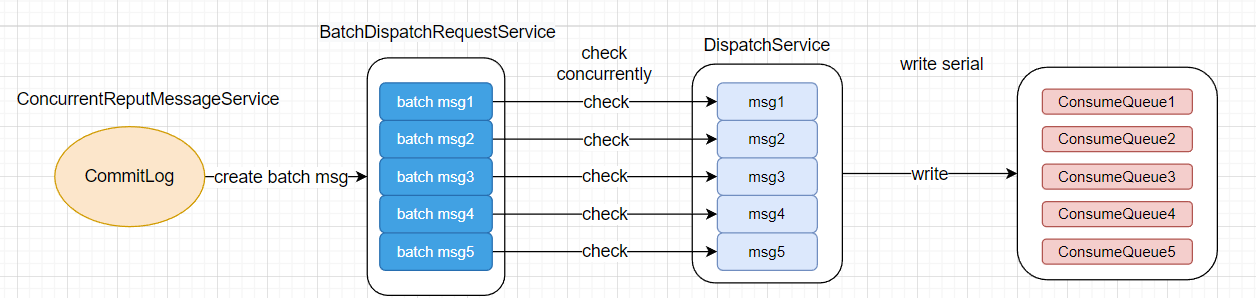 BatchDispatchRequestService
check
concurrently
DispatchService
write serial
ConcurrentReputMessageService
CommitLog
create batch msg
batch msg1
batch msg2
batch msg3
batch msg4
batch msg5
check
check
check
check
check
msg1
msg2
msg3
msg4
msg5
write
ConsumeQueue1
ConsumeQueue2
ConsumeQueue3
ConsumeQueue4
ConsumeQueue5